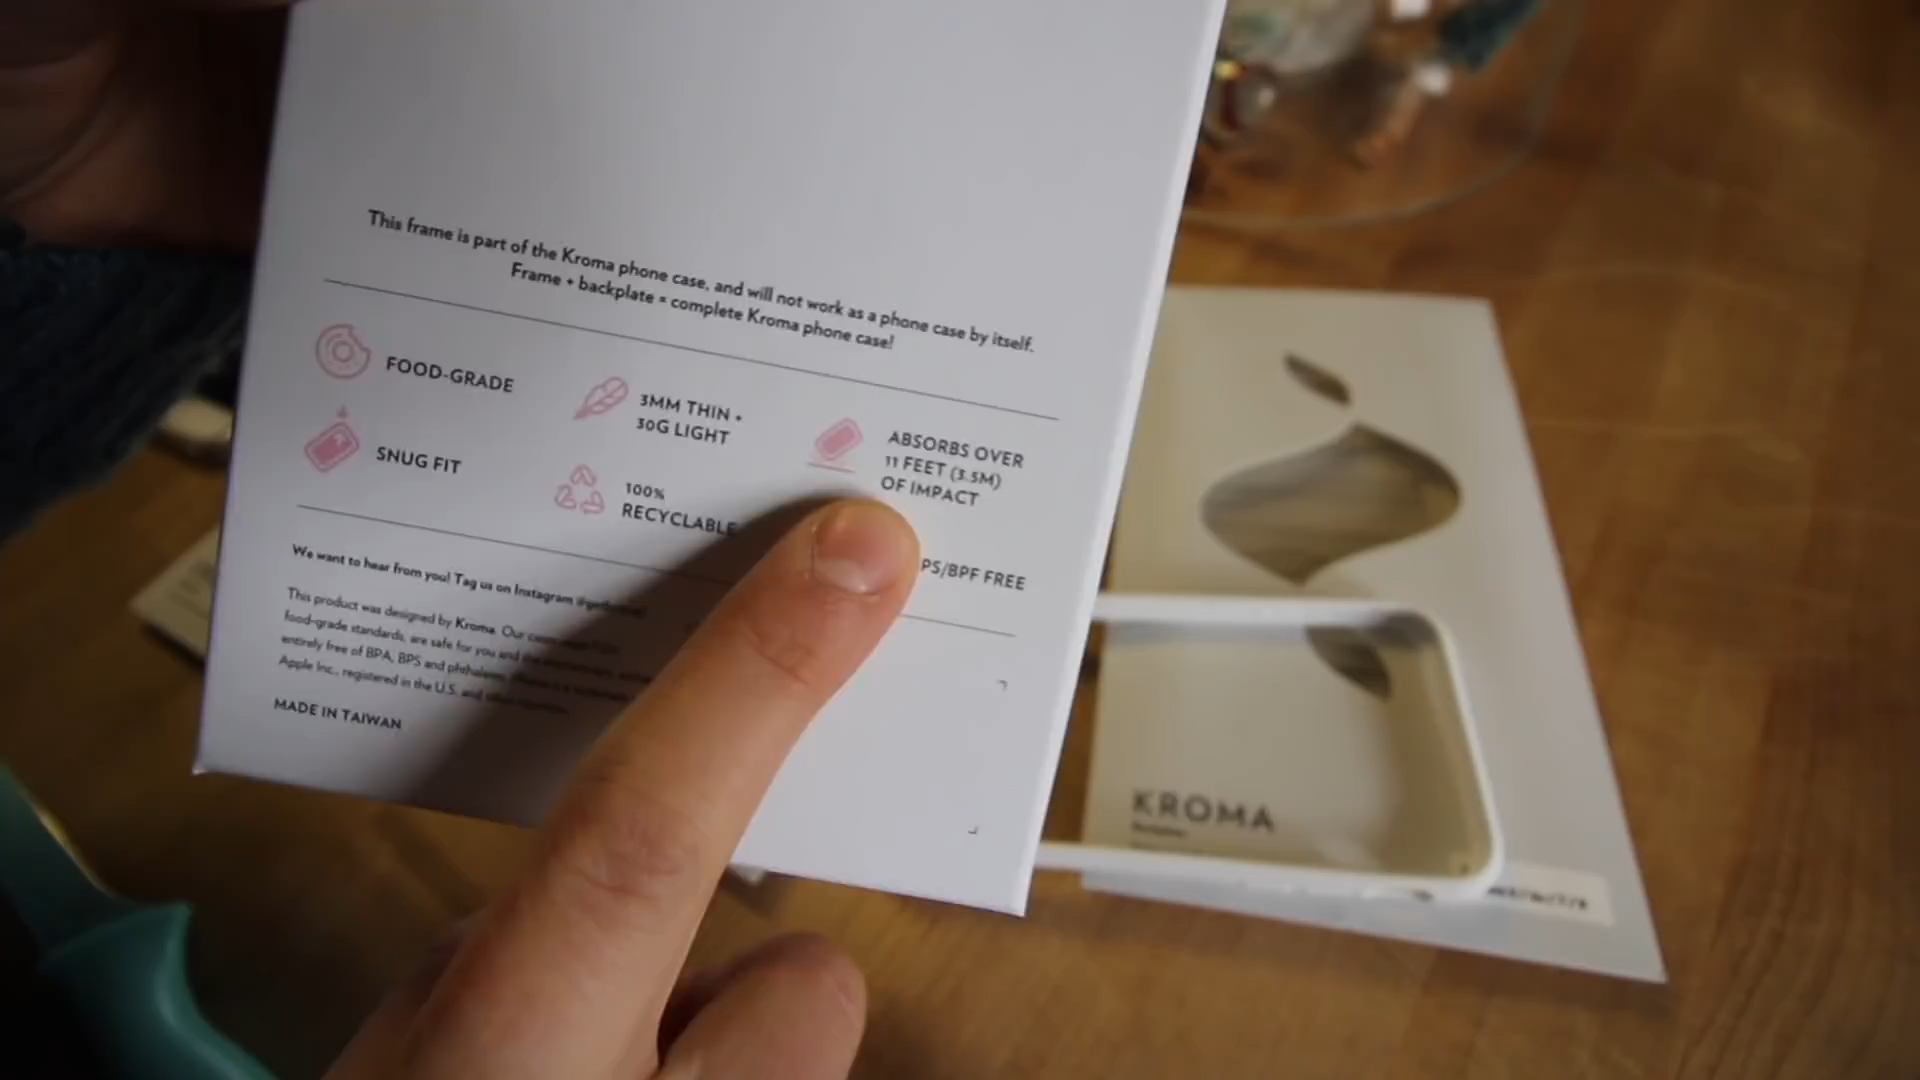 This frame is part of the Kroma phone case, and will not work as a phone case by itself.
Frame + backplate = complete Kroma phone case!
FOOD-GRADE
3MM THIN +
30G LIGHT
ABSORBS OVER
11 FEET (3.5M)
OF IMPACT
SNUG FIT
100%
RECYCLABLE
PS/BPF FREE
We want to hear from you! Tag us on Instagram
This product was designed by Kroma. Our
food-grade standards, are safe for you and the
entirely free of BPA, BPS and phthalates
Apple Inc., registered in the U.S. and
MADE IN TAIWAN
KROMA